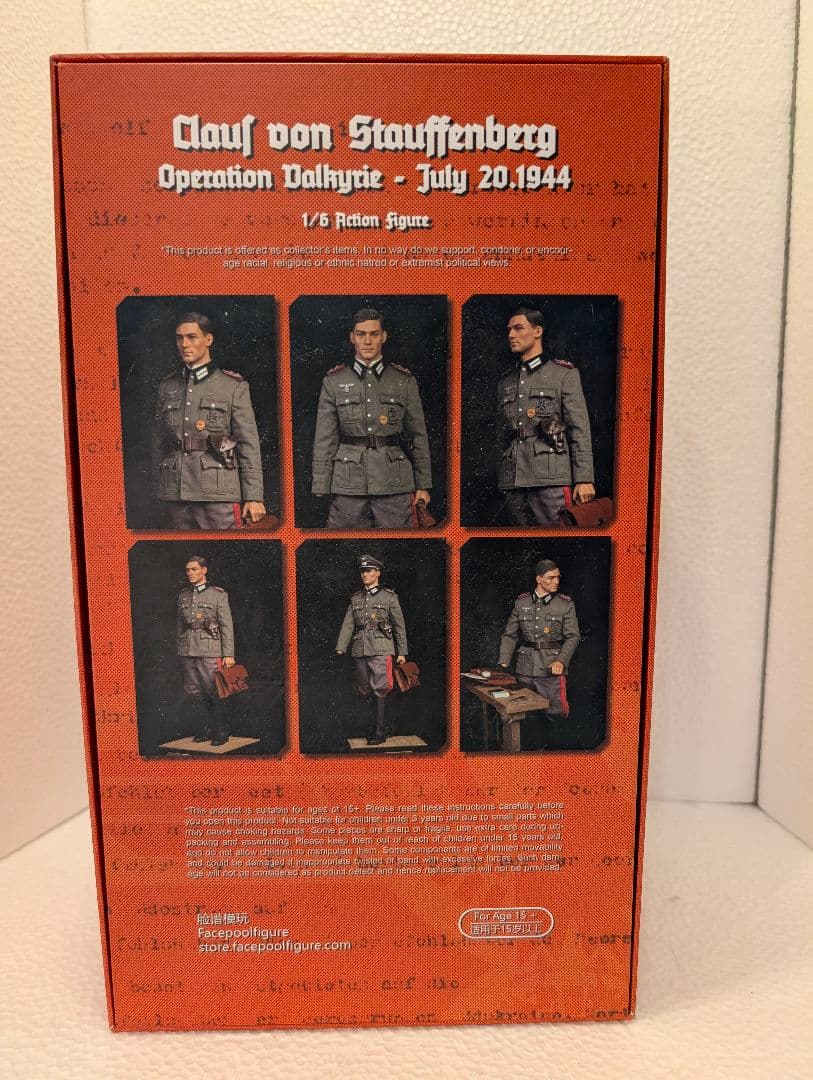 Clauſ von Stauffenberg
Operation Valkyrie - July 20.1944
1/6 Action Figure
*This product is offered as collector's items. In no way do we support, condone, or encour-
age racial, religious or ethnic hatred or extremist political views.
*This product is suitable for ages of 15+. Please read these instructions carefully before
you open this product. Not suitable for children under 3 years old due to small parts which
may cause choking hazards. Some pieces are sharp or fragile, use extra care during un-
packing and assembling. Please keep them out of reach of children under 15 years old,
and do not allow children to manipulate them. Some components are of limited movability
and could be damaged if inappropriate twisted or bend with excessive forces. Such dam-
age will not be considered as product defect and hence replacement will not be provided.
脸谱模玩
Facepoolfigure
store.facepoolfigure.com
For Age 15 +
适用于15岁以上